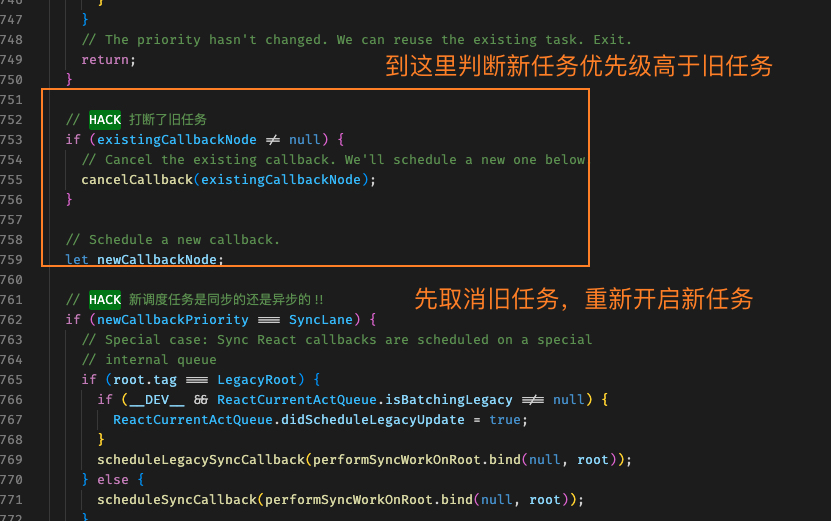 746 }
747 }
748 // The priority hasn't changed. We can reuse the existing task. Exit.
749 return;
到这里判断新任务优先级高于旧任务
750 }
751
752 // HACK 打断了旧任务
753 if (existingCallbackNode != null) {
754 // Cancel the existing callback. We'll schedule a new one below
755 cancelCallback(existingCallbackNode);
756 }
757
758 // Schedule a new callback.
759 let newCallbackNode;
760
761 // HACK 新调度任务是同步的还是异步的!!
先取消旧任务，重新开启新任务
762 if (newCallbackPriority === SyncLane) {
763 // Special case: Sync React callbacks are scheduled on a special
764 // internal queue
765 if (root.tag === LegacyRoot) {
766 if (__DEV__ && ReactCurrentActQueue.isBatchingLegacy !== null) {
767 ReactCurrentActQueue.didScheduleLegacyUpdate = true;
768 }
769 scheduleLegacySyncCallback(performSyncWorkOnRoot.bind(null, root));
770 } else {
771 scheduleSyncCallback(performSyncWorkOnRoot.bind(null, root));
772 }